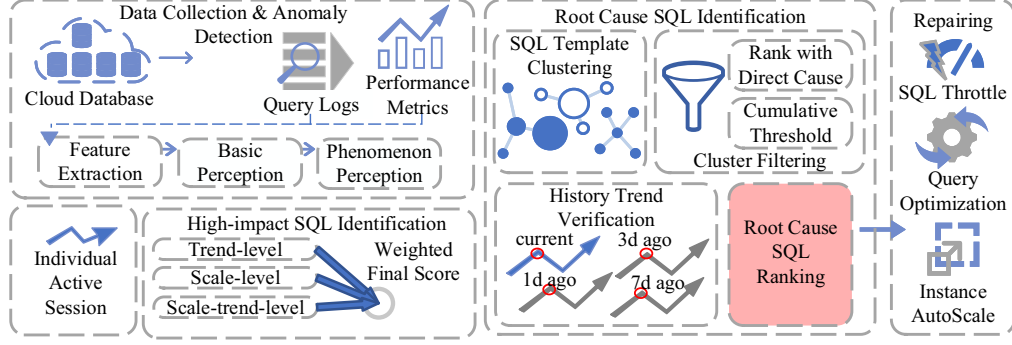 Data Collection & Anomaly
Detection
Cloud Database
Query Logs
Performance
Metrics
Feature
Extraction
Basic
Perception
Phenomenon
Perception
Individual
Active
Session
High-impact SQL Identification
Trend-level
Scale-level
Scale-trend-level
Weighted
Final Score
Root Cause SQL Identification
SQL Template
Clustering
Rank with
Direct Cause
Cumulative
Threshold
Cluster Filtering
History Trend
Verification
current
3d ago
1d ago
7d ago
Root Cause
SQL
Ranking
Repairing
SQL Throttle
Query
Optimization
Instance
AutoScale